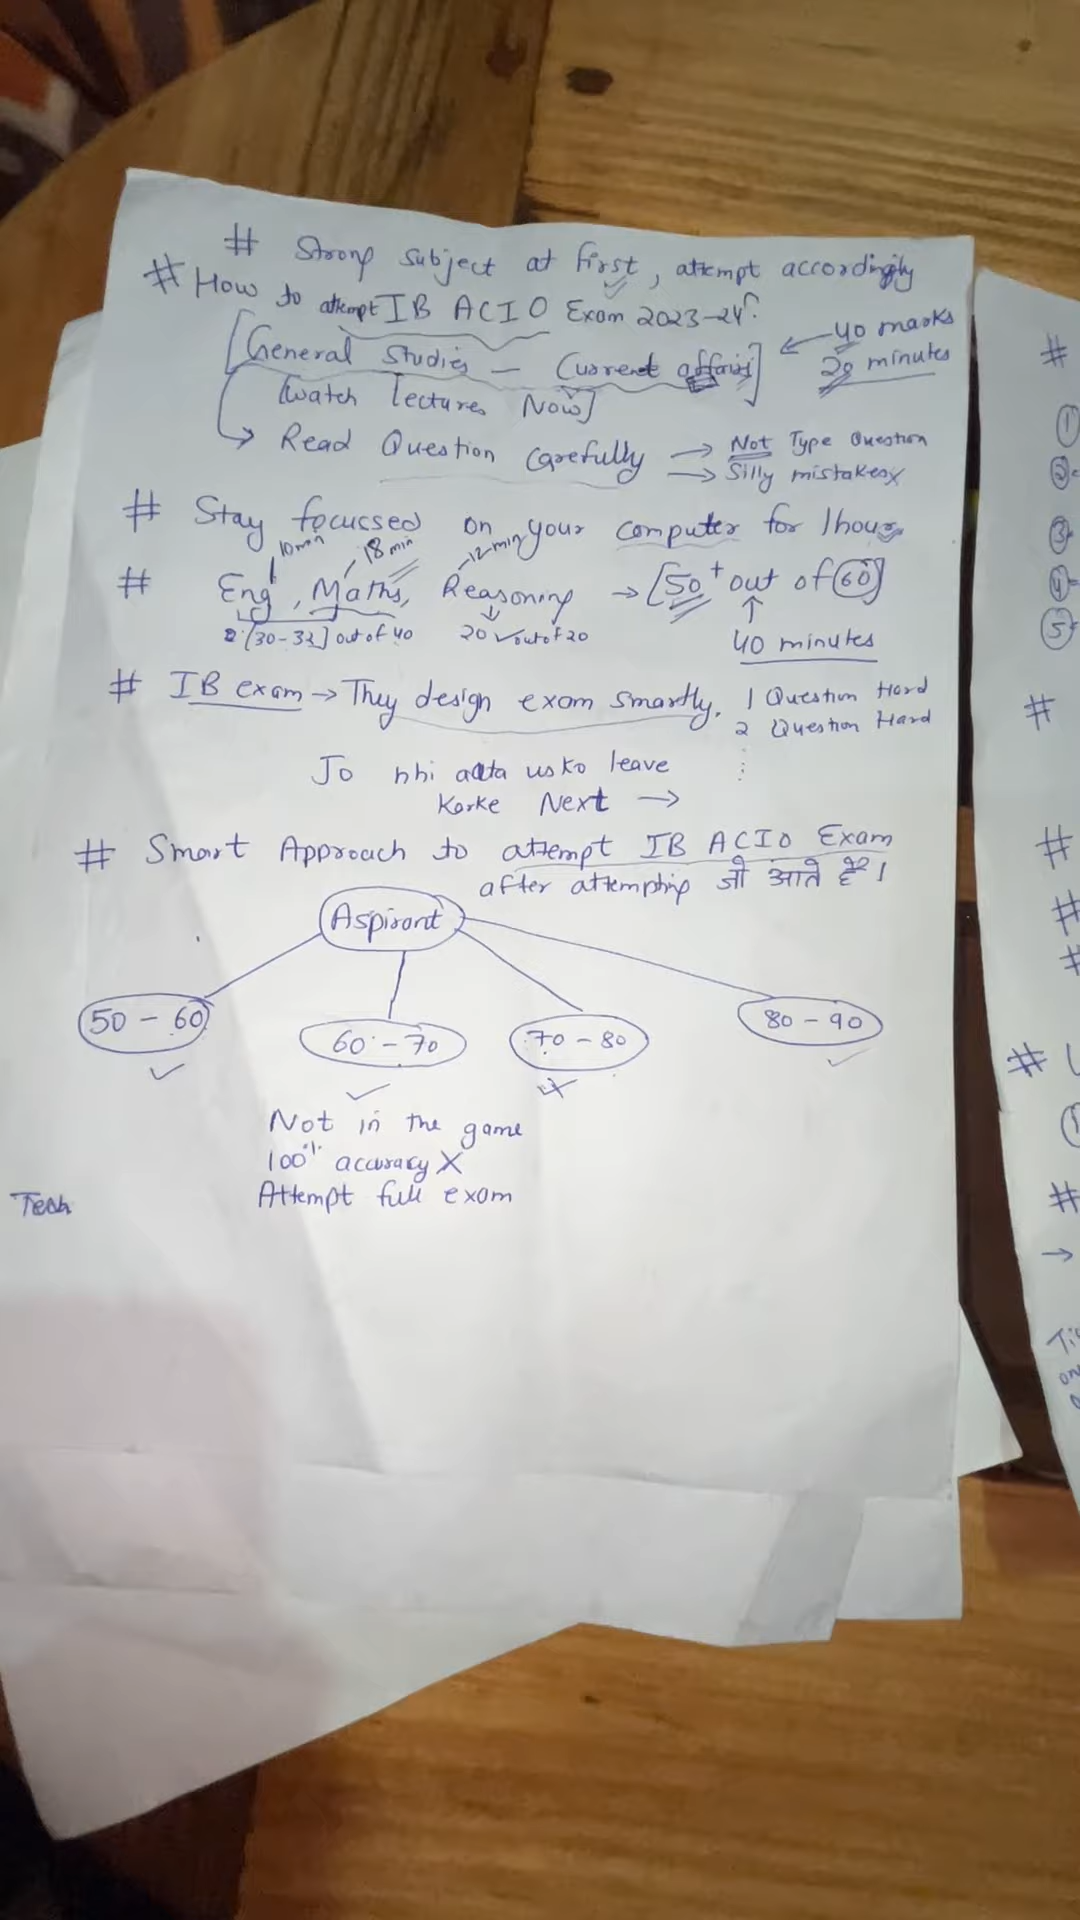 # Strong subject at first, attempt accordingly
# How to attempt IB ACIO Exam 2023-24?
[General Studies - Current affairs] ← 40 marks
20 minutes
[Watch lectures Now]
→ Read Question Carefully → Not Type Question
→ Silly mistakes x
# Stay focussed on your computer for 1 hour
10 min 18 min 12 min
# Eng, Maths, Reasoning → [50+ out of 60]
[30-32] out of 40 20 ✓ out of 20 ↑
40 minutes
# IB exam → They design exam smartly. 1 Question Hard
2 Question Hard
Jo nhi aata usko leave
Karke Next →
# Smart Approach to attempt IB ACIO Exam
after attempting जो आते है।
Aspirant
50 - 60 60 - 70 70 - 80 80 - 90
Not in the game
100% accuracy X
Attempt full exam
#
1
2
3
4
5
#
#
#
#
#
#
→